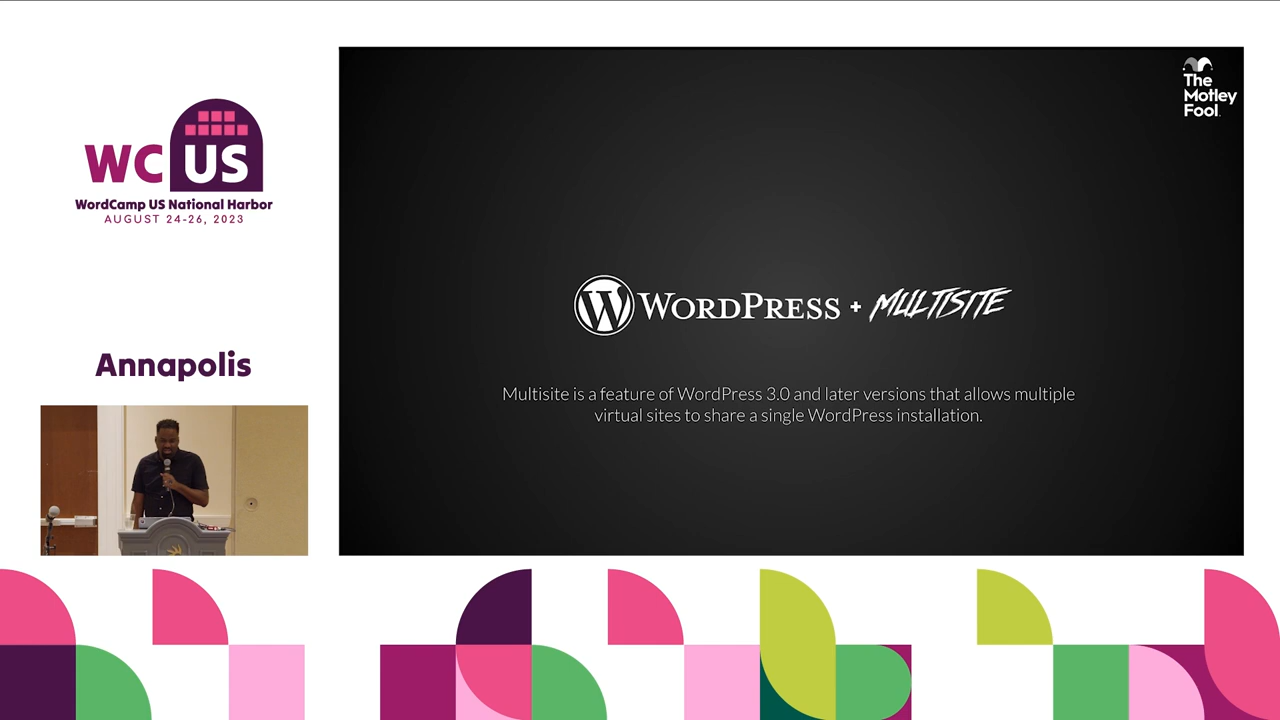 WC US
WordCamp US National Harbor
AUGUST 24-26, 2023
Annapolis
The
Motley
Fool.
WORDPRESS + MULTISITE
Multisite is a feature of WordPress 3.0 and later versions that allows multiple
virtual sites to share a single WordPress installation.